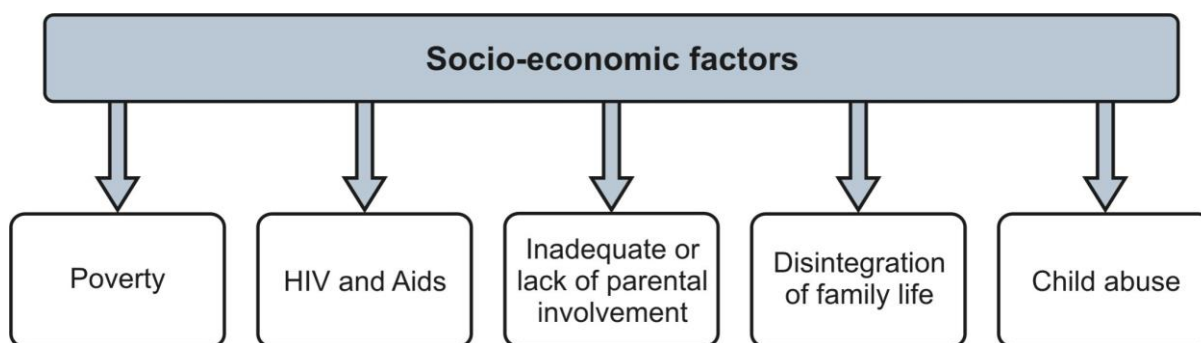 Socio-economic factors
Poverty
HIV and Aids
Inadequate or
lack of parental
involvement
Disintegration
of family life
Child abuse